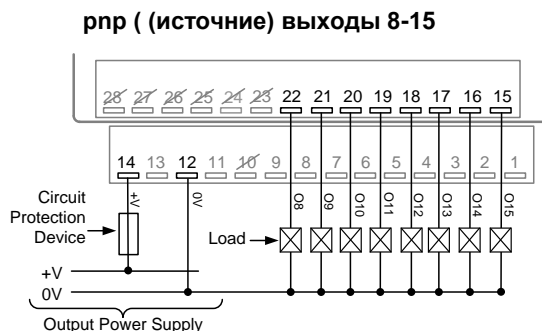 pnp ( (источние) выходы 8-15
28 27 26 25 24 23 22 21 20 19 18 17 16 15
14 13 12 11 10 9 8 7 6 5 4 3 2 1
+V 0V O8 O9 O10 O11 O12 O13 O14 O15
Circuit
Protection
Device
Load
+V
0V
Output Power Supply